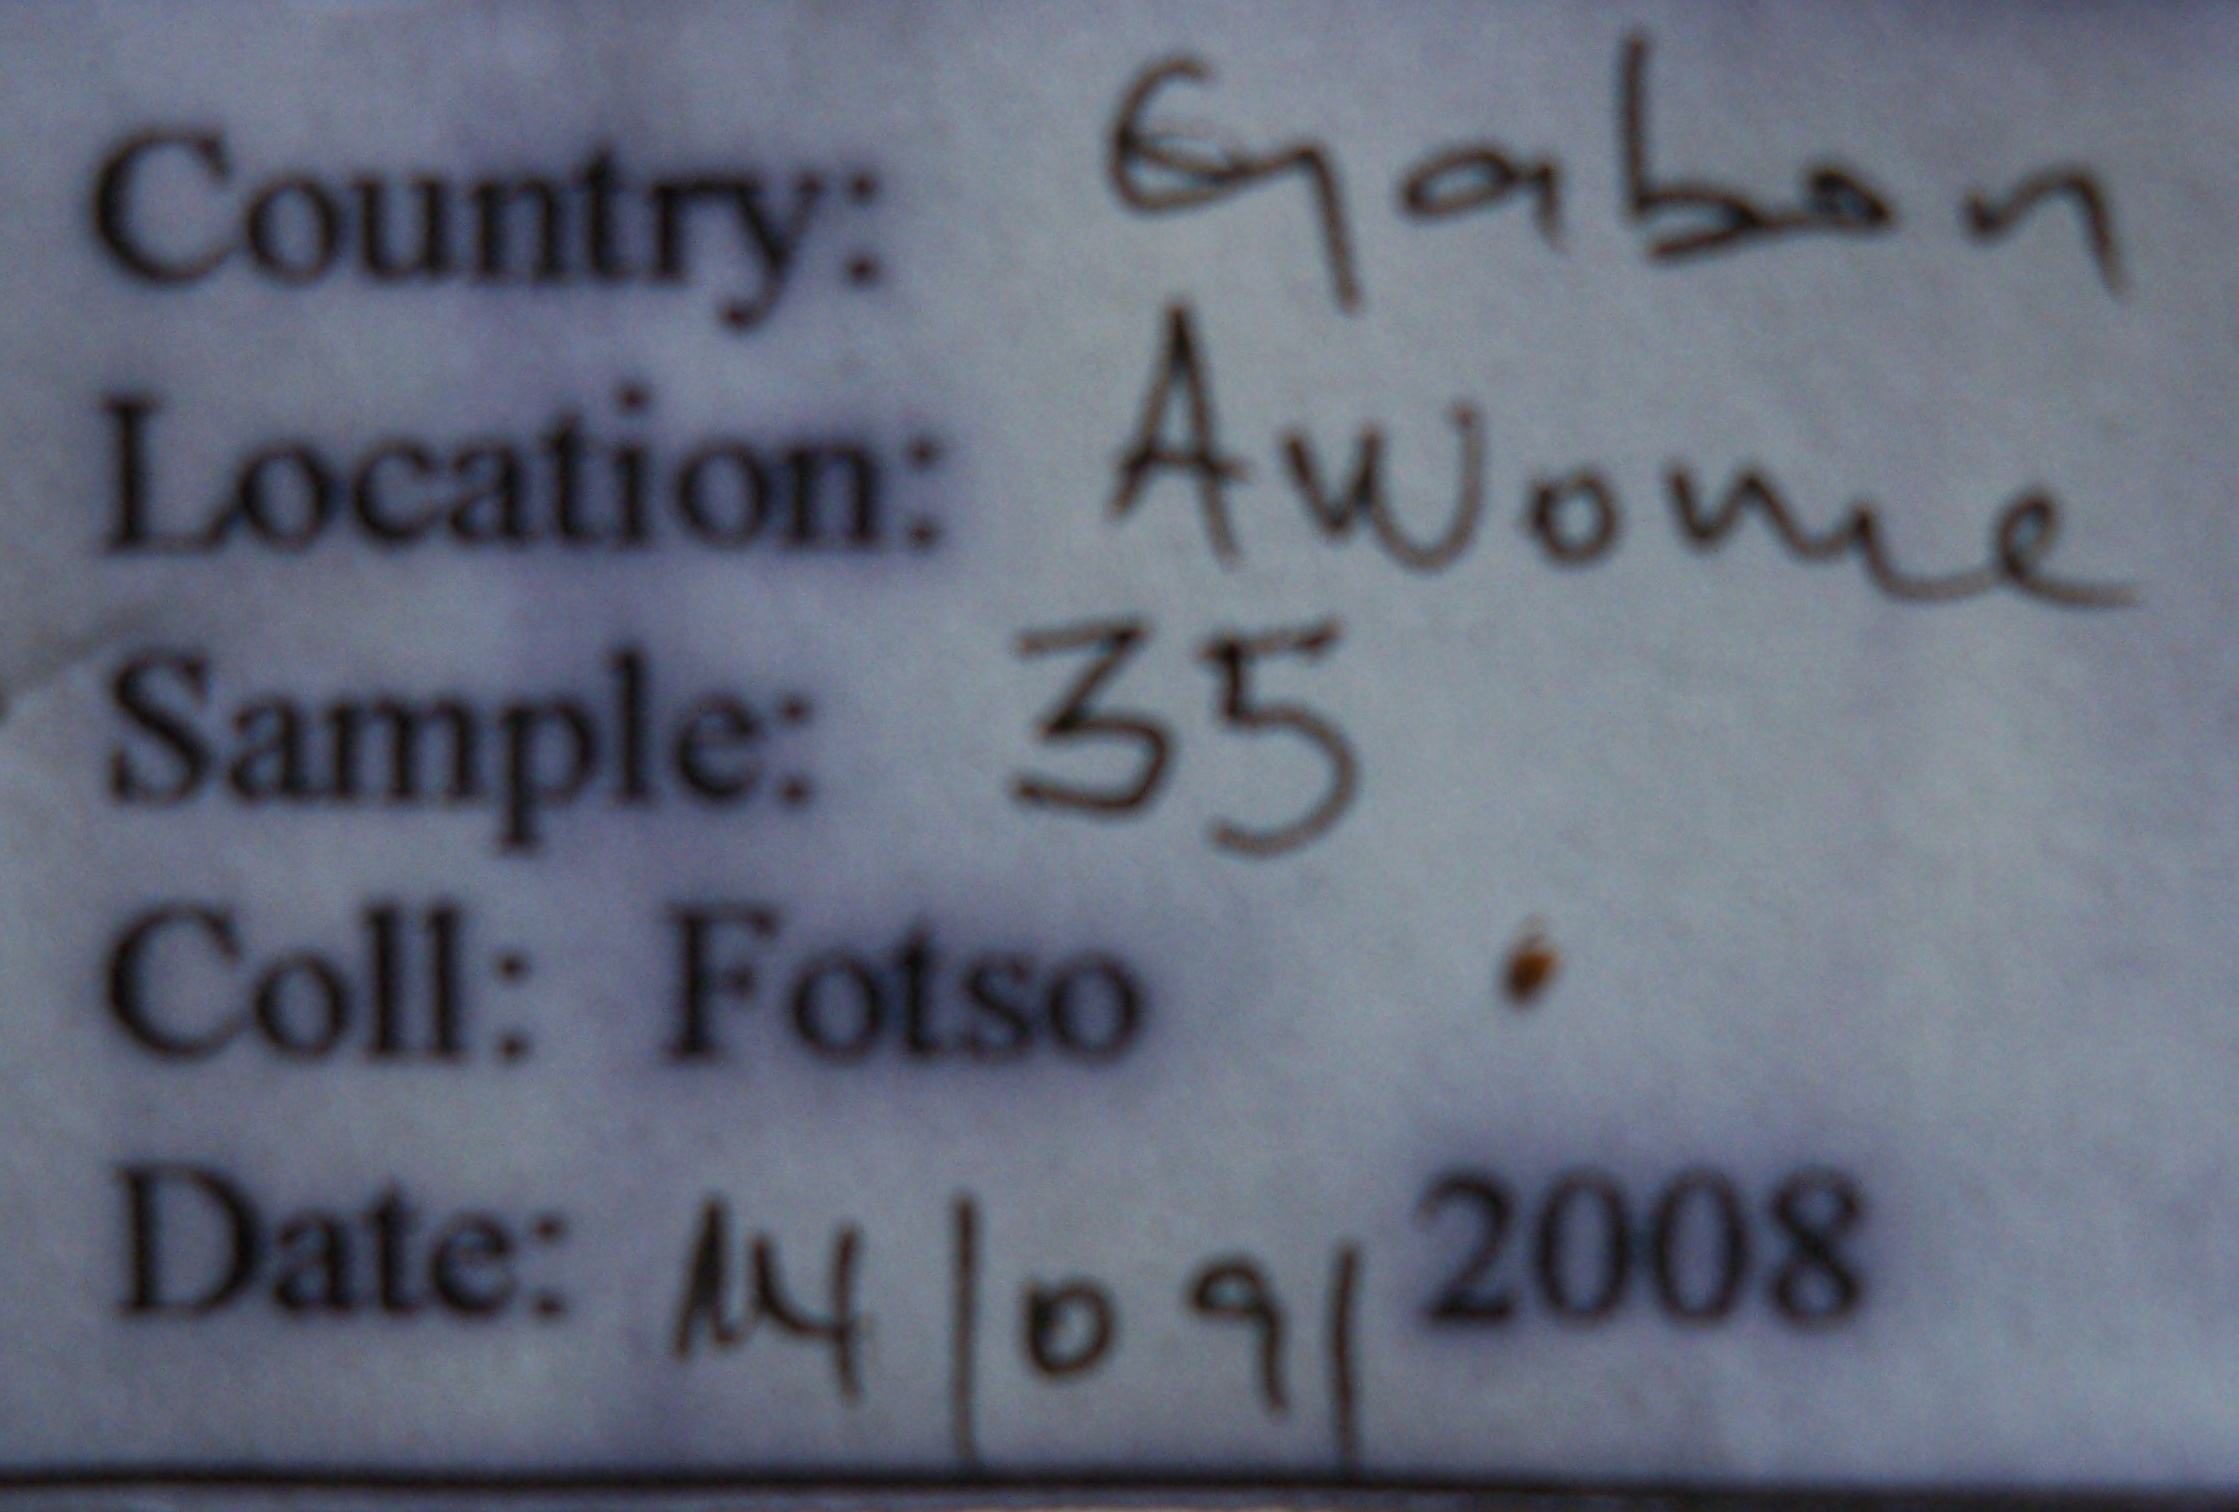 Country: Gabon
Location: Awome
Sample: 35
Coll: Fotso
Date: 14/09/2008